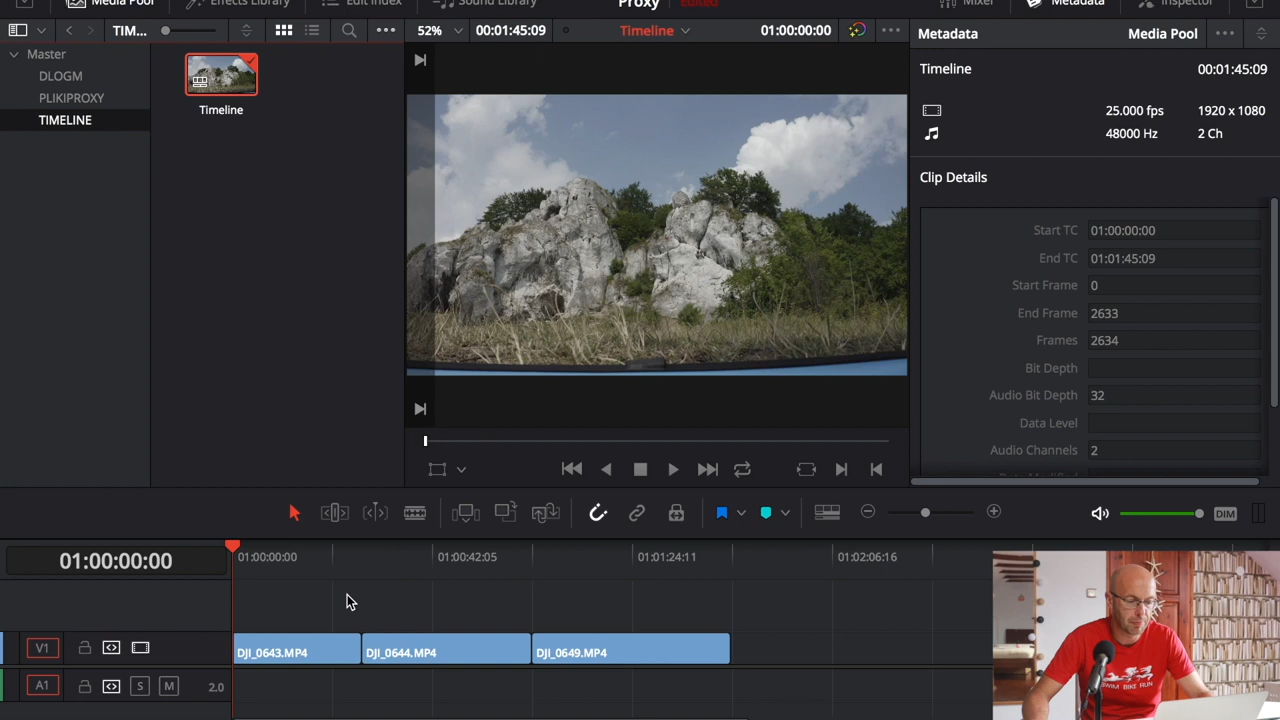 Media Pool
Effects Library
Edit Index
Sound Library
Proxy
Edited
Mixer
Metadata
Inspector
TIM...
52%
00:01:45:09
Timeline
01:00:00:00
Metadata
Media Pool
Master
DLOGM
PLIKIPROXY
TIMELINE
Timeline
Timeline
00:01:45:09
25.000 fps
1920 x 1080
48000 Hz
2 Ch
Clip Details
Start TC
01:00:00:00
End TC
01:01:45:09
Start Frame
0
End Frame
2633
Frames
2634
Bit Depth
Audio Bit Depth
32
Data Level
Audio Channels
2
DIM
01:00:00:00
01:00:00:00
01:00:42:05
01:01:24:11
01:02:06:16
V1
DJI_0643.MP4
DJI_0644.MP4
DJI_0649.MP4
A1
S
M
2.0
SWIM BIKE RUN